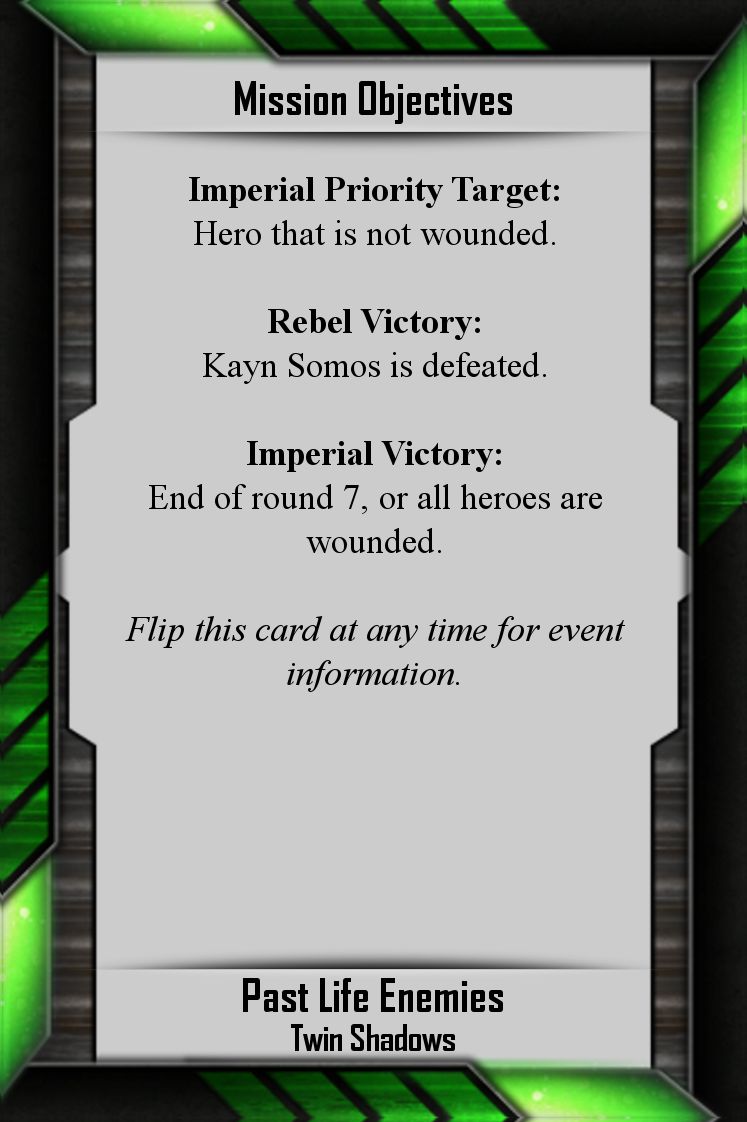 Mission Objectives
Imperial Priority Target:
Hero that is not wounded.
Rebel Victory:
Kayn Somos is defeated.
Imperial Victory:
End of round 7, or all heroes are
wounded.
Flip this card at any time for event
information.
Past Life Enemies
Twin Shadows